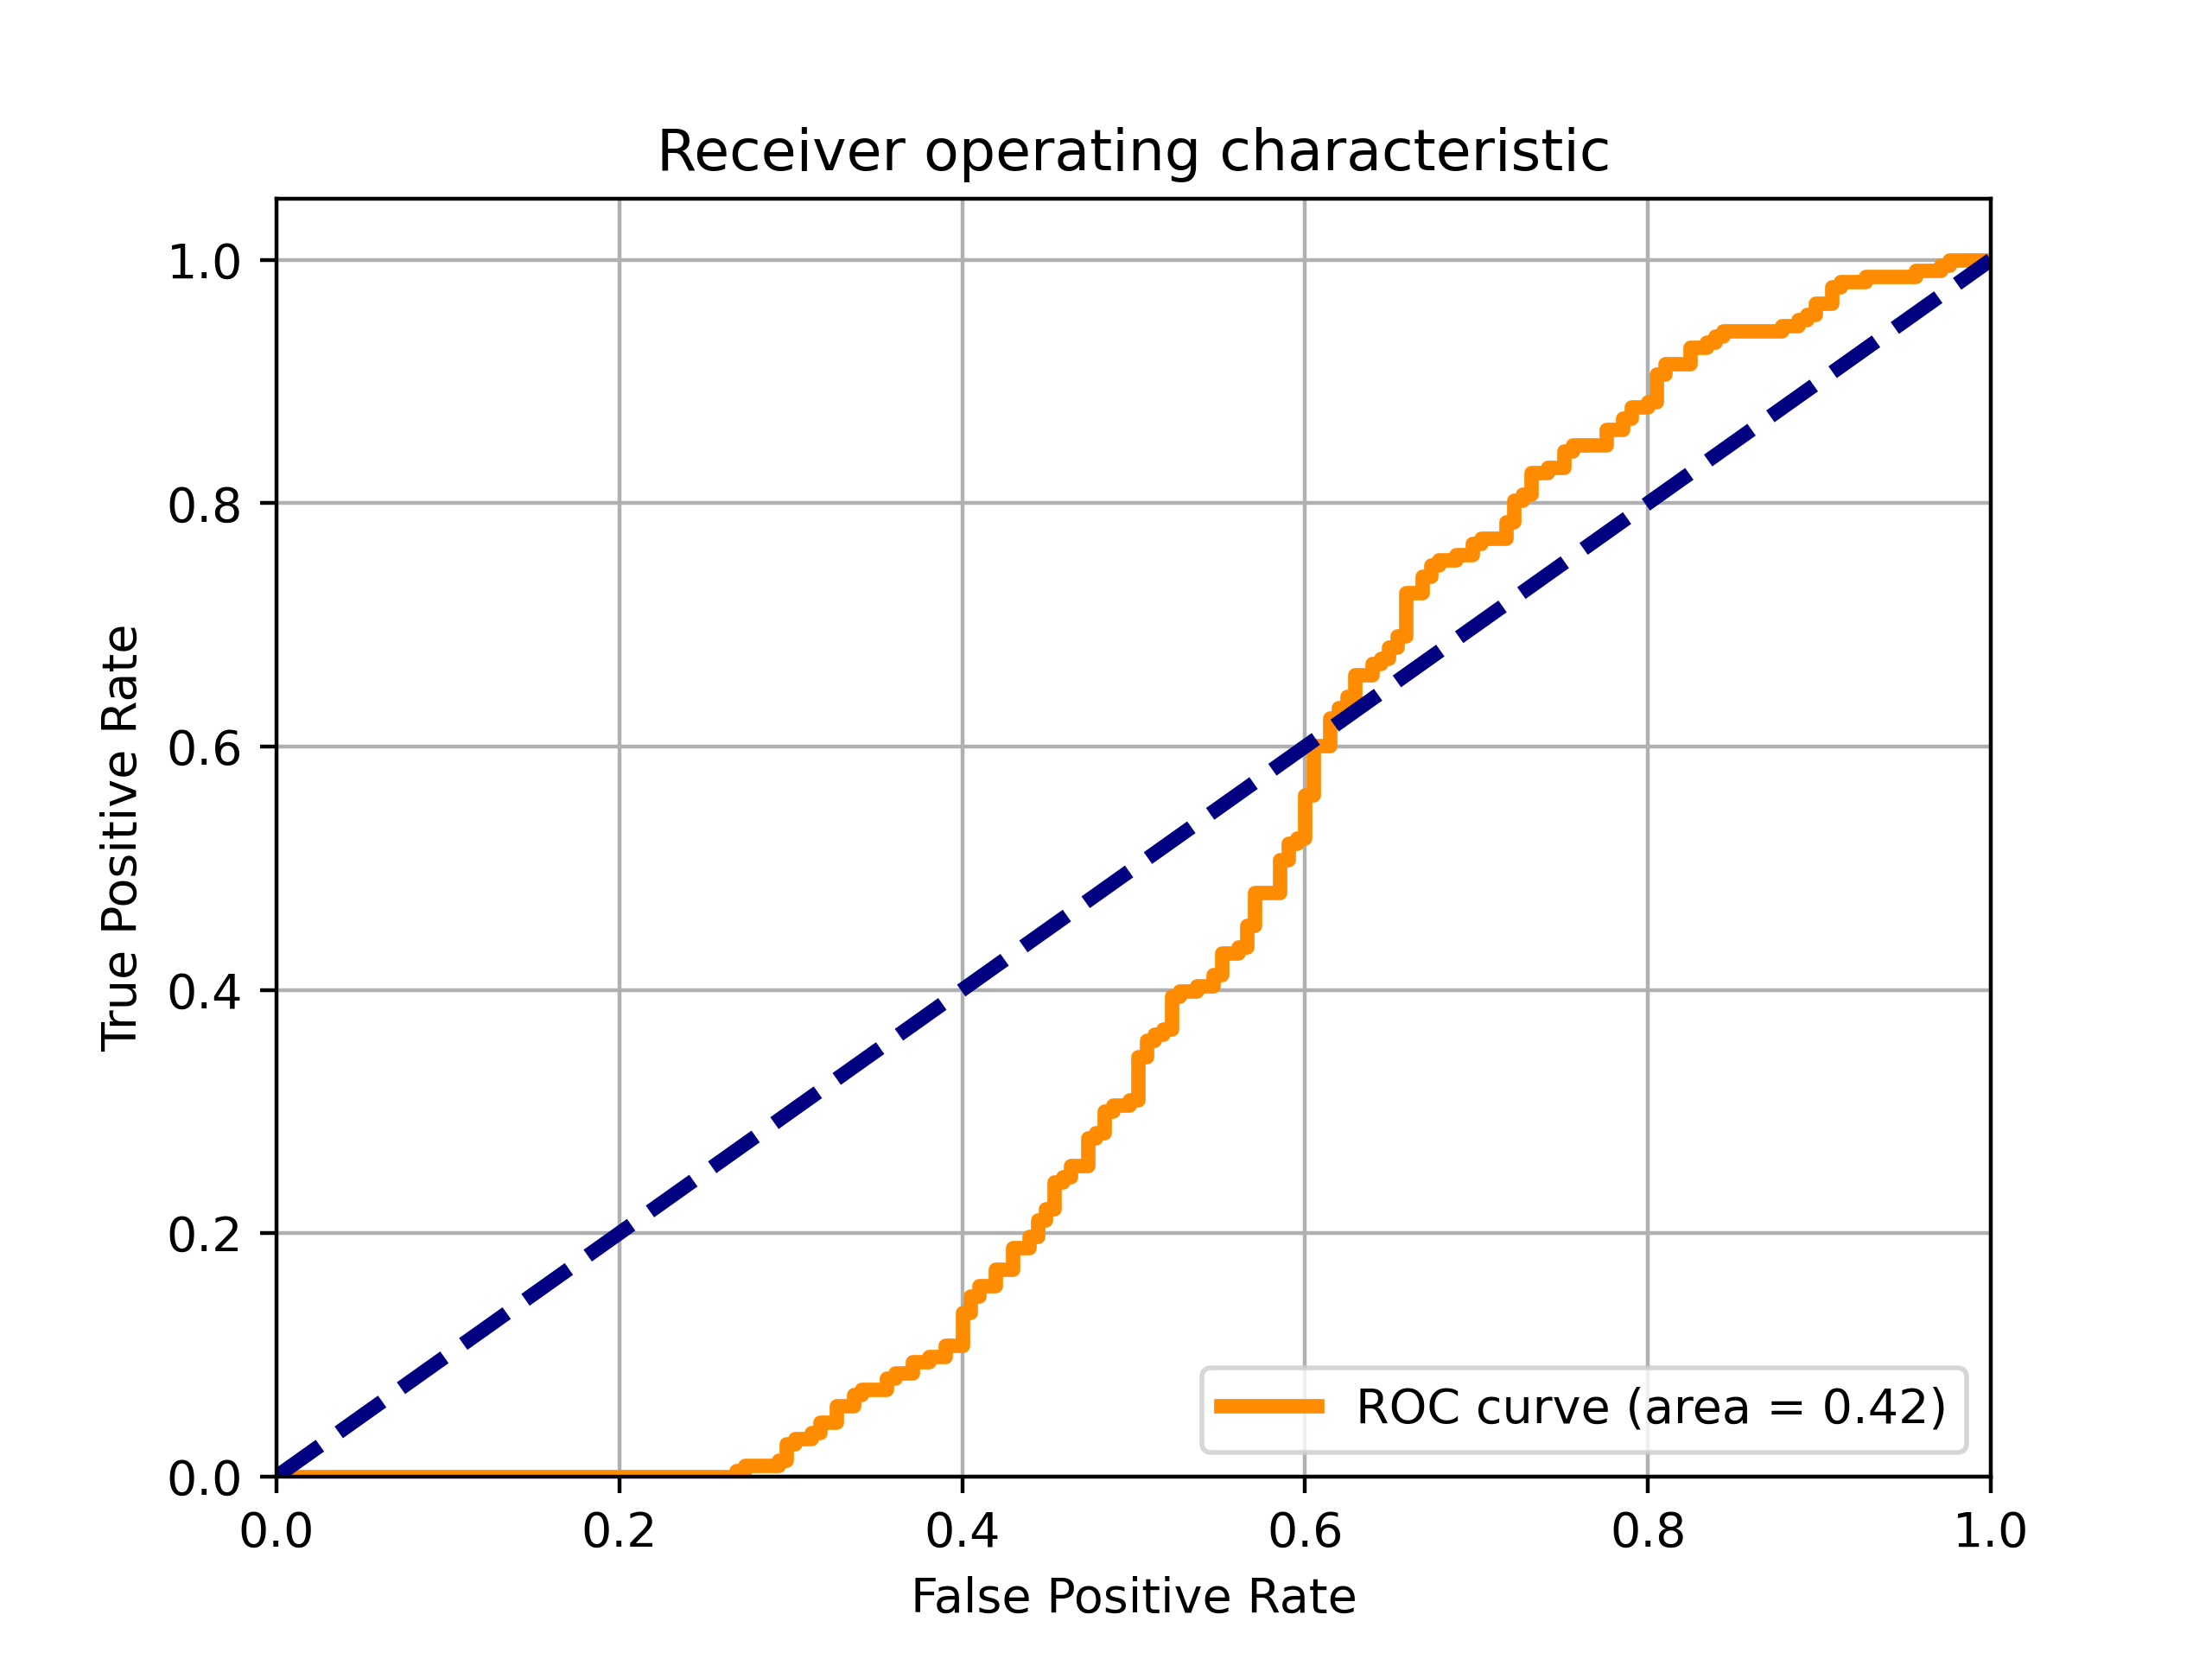 Receiver operating characteristic
1.0
0.8
0.6
0.4
0.2
0.0
True Positive Rate
ROC curve (area = 0.42)
0.0 0.2 0.4 0.6 0.8 1.0
False Positive Rate